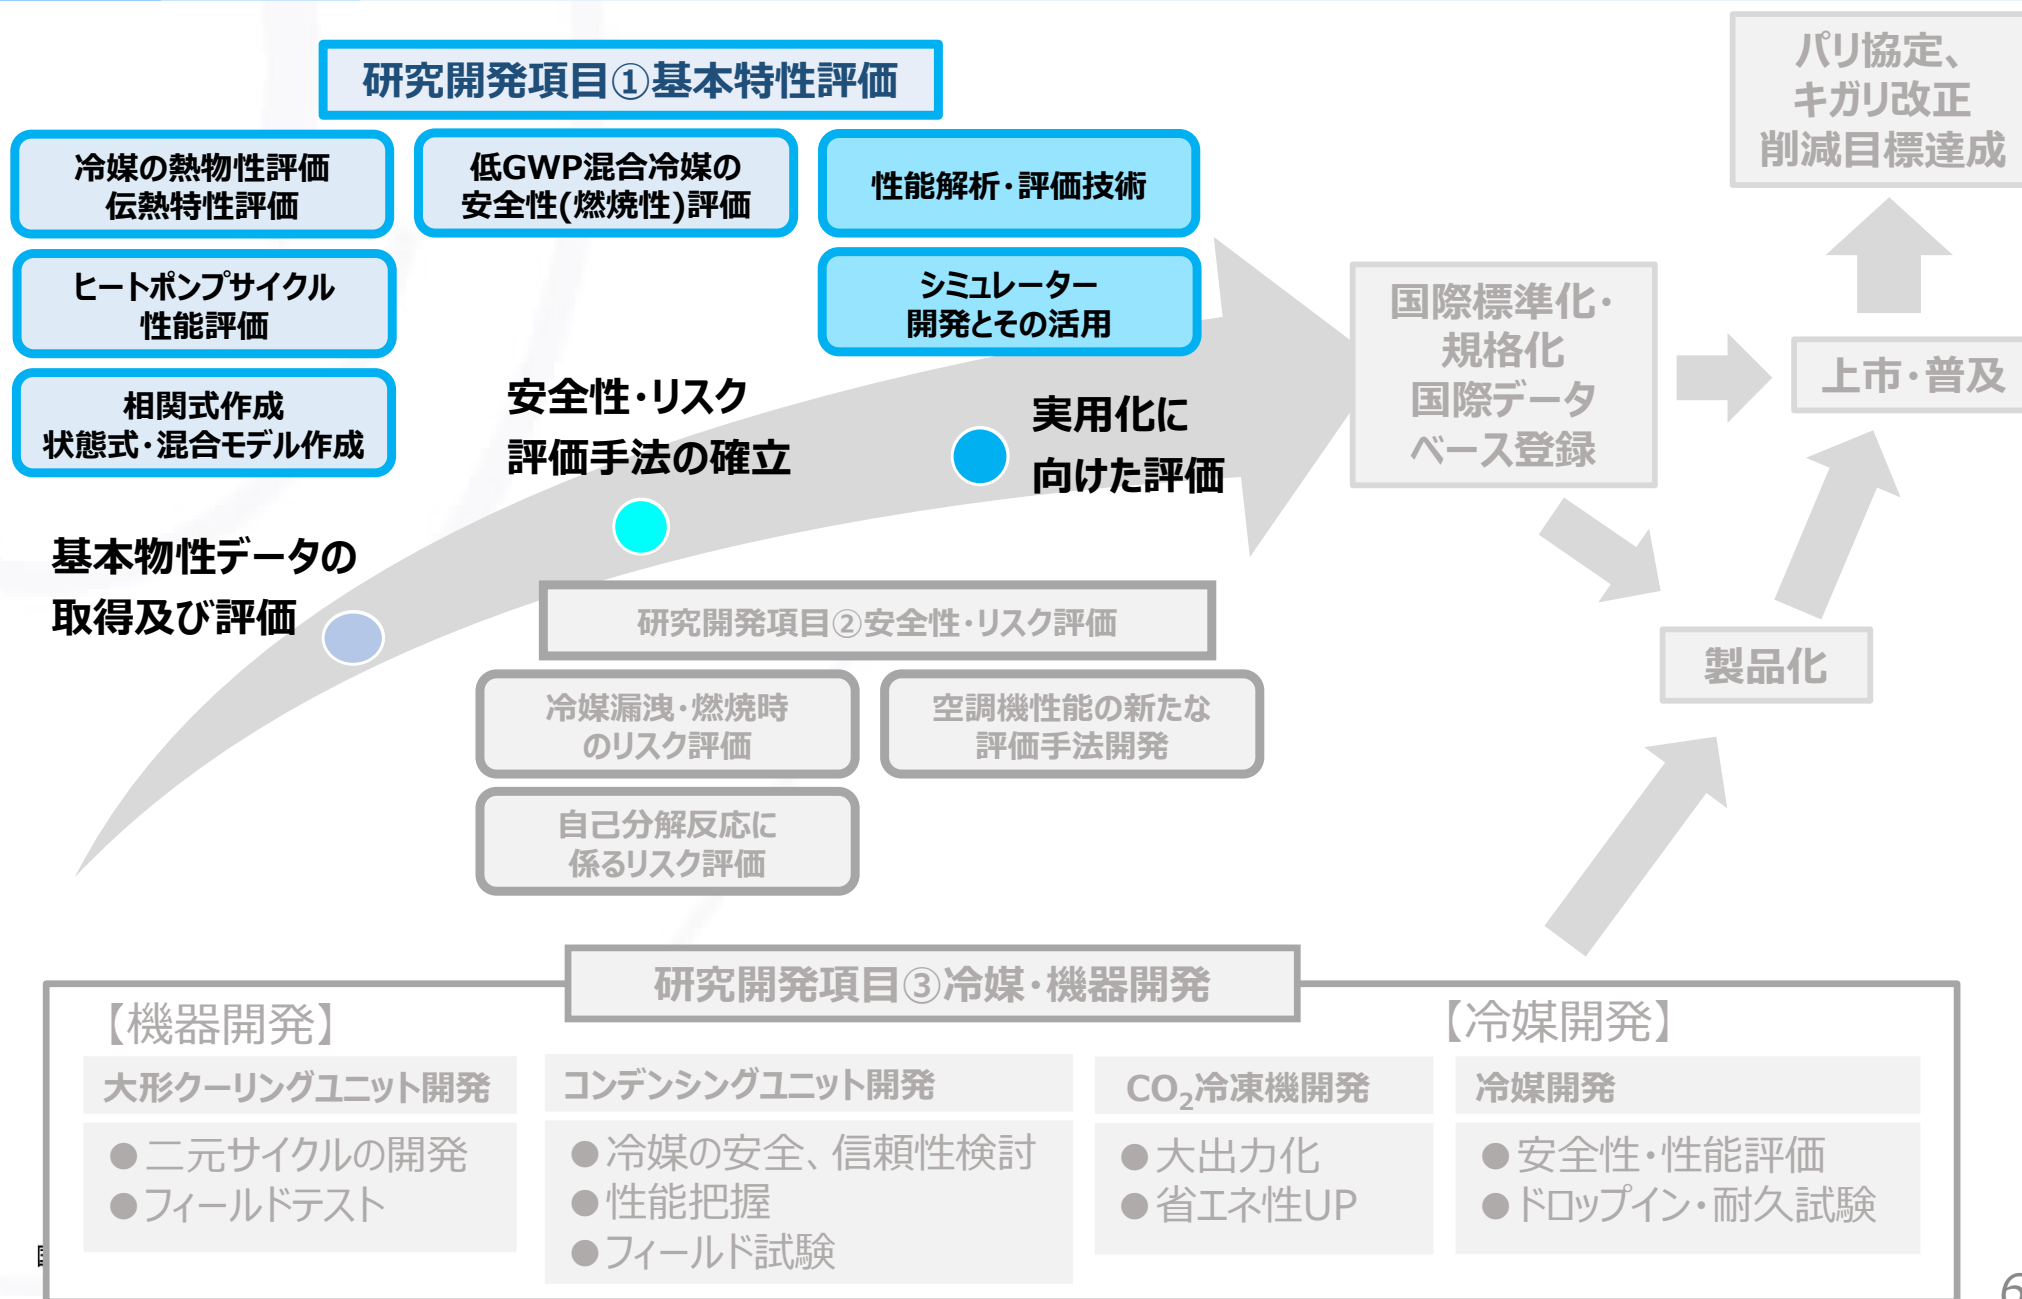 研究開発項目①基本特性評価
冷媒の熱物性評価
伝熱特性評価
低GWP混合冷媒の
安全性(燃焼性)評価
性能解析・評価技術
ヒートポンプサイクル
性能評価
シミュレーター
開発とその活用
相関式作成
状態式・混合モデル作成
安全性・リスク
評価手法の確立
実用化に
向けた評価
基本物性データの
取得及び評価
パリ協定、
キガリ改正
削減目標達成
国際標準化・
規格化
国際データ
ベース登録
上市・普及
製品化
研究開発項目②安全性・リスク評価
冷媒漏洩・燃焼時
のリスク評価
空調機性能の新たな
評価手法開発
自己分解反応に
係るリスク評価
研究開発項目③冷媒・機器開発
【機器開発】
【冷媒開発】
大形クーリングユニット開発
●二元サイクルの開発
●フィールドテスト
コンデンシングユニット開発
●冷媒の安全、信頼性検討
●性能把握
●フィールド試験
CO₂冷凍機開発
●大出力化
●省エネ性UP
冷媒開発
●安全性・性能評価
●ドロップイン・耐久試験
6